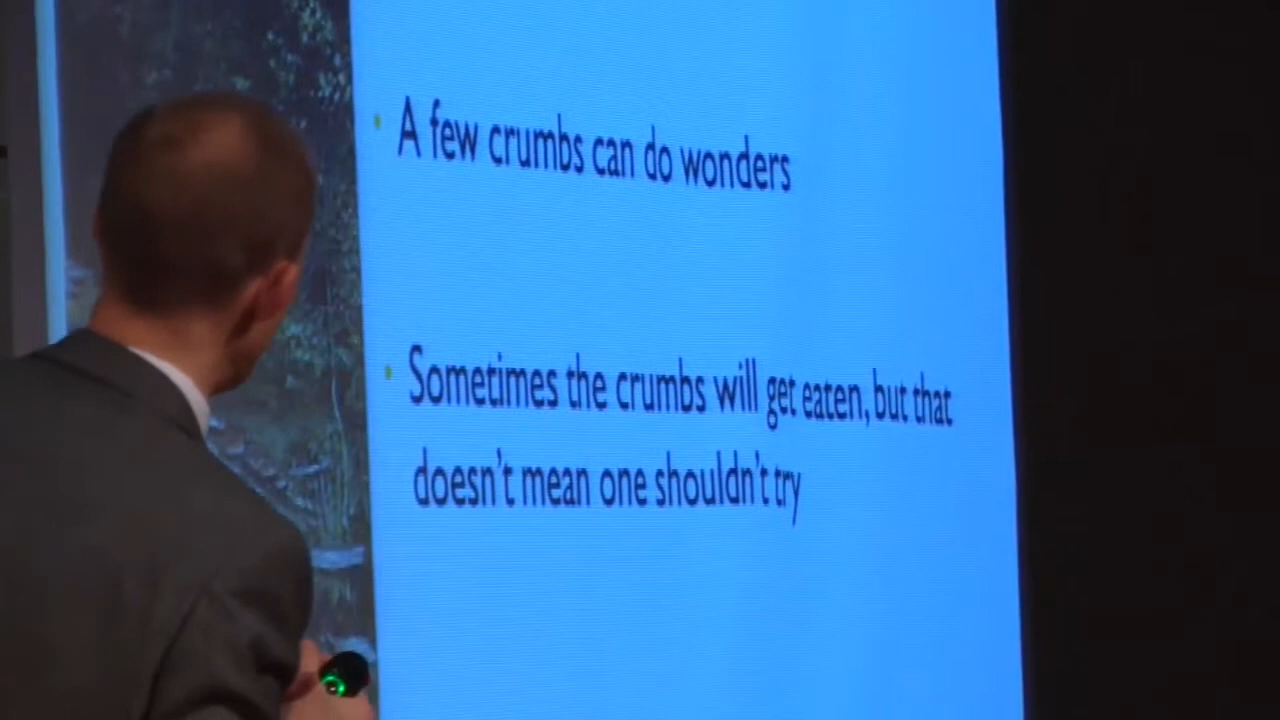 A few crumbs can do wonders
Sometimes the crumbs will get eaten, but that
doesn't mean one shouldn't try